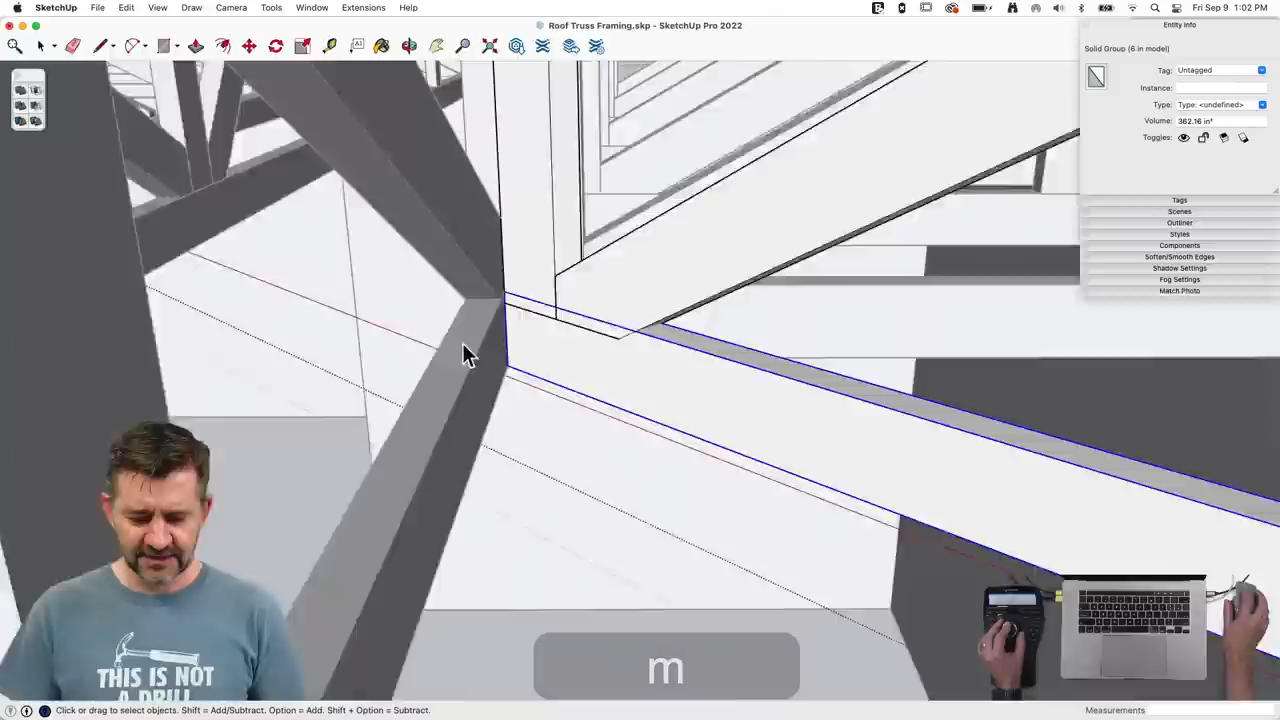 SketchUp File Edit View Draw Camera Tools Window Extensions Help
Fri Sep 9 1:02 PM
Roof Truss Framing.skp - SketchUp Pro 2022
Entity Info
Solid Group (6 in model)
Tag: Untagged
Instance:
Type: Type: <undefined>
Volume: 362.16 in³
Toggles:
Tags
Scenes
Outliner
Styles
Components
Soften/Smooth Edges
Shadow Settings
Fog Settings
Match Photo
THIS IS NOT
A DRILL
m
Click or drag to select objects. Shift = Add/Subtract. Option = Add. Shift + Option = Subtract.
Measurements